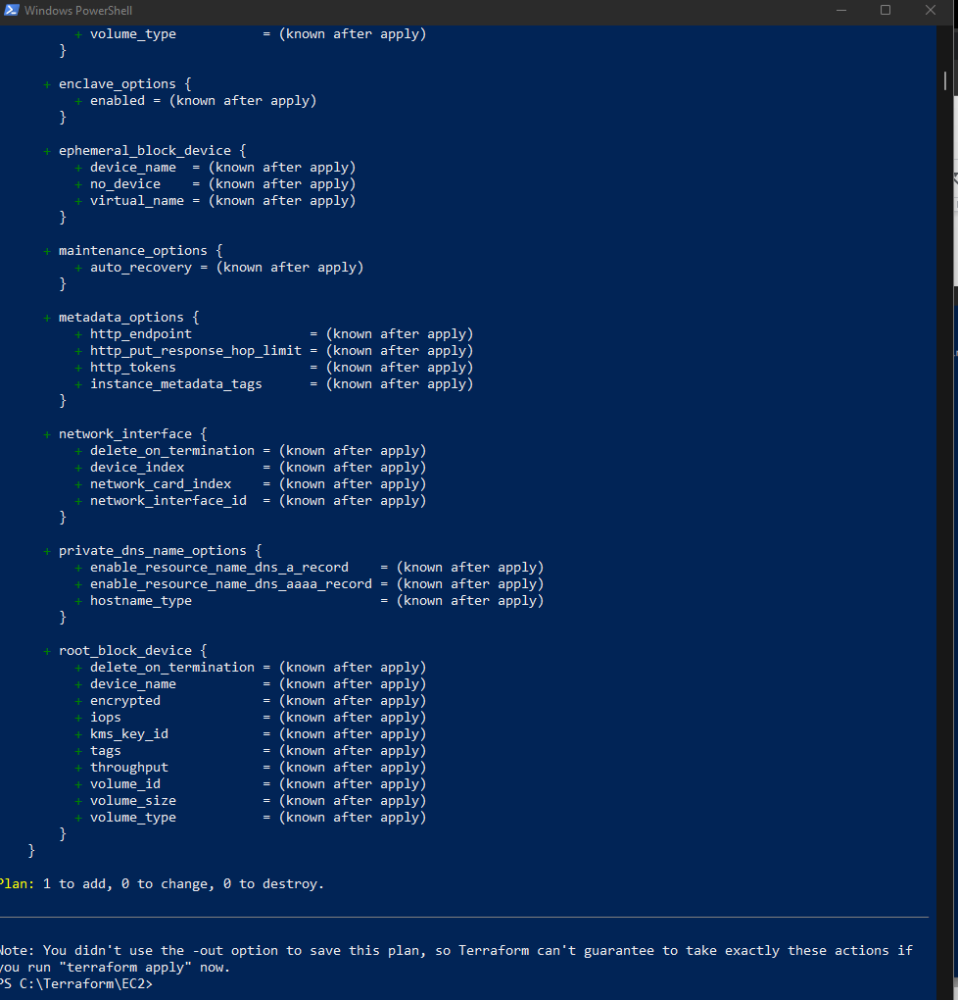 Windows PowerShell
+ volume_type           = (known after apply)
}
+ enclave_options {
+ enabled = (known after apply)
}
+ ephemeral_block_device {
+ device_name  = (known after apply)
+ no_device    = (known after apply)
+ virtual_name = (known after apply)
}
+ maintenance_options {
+ auto_recovery = (known after apply)
}
+ metadata_options {
+ http_endpoint               = (known after apply)
+ http_put_response_hop_limit = (known after apply)
+ http_tokens                 = (known after apply)
+ instance_metadata_tags      = (known after apply)
}
+ network_interface {
+ delete_on_termination = (known after apply)
+ device_index          = (known after apply)
+ network_card_index    = (known after apply)
+ network_interface_id  = (known after apply)
}
+ private_dns_name_options {
+ enable_resource_name_dns_a_record    = (known after apply)
+ enable_resource_name_dns_aaaa_record = (known after apply)
+ hostname_type                        = (known after apply)
}
+ root_block_device {
+ delete_on_termination = (known after apply)
+ device_name           = (known after apply)
+ encrypted             = (known after apply)
+ iops                  = (known after apply)
+ kms_key_id            = (known after apply)
+ tags                  = (known after apply)
+ throughput            = (known after apply)
+ volume_id             = (known after apply)
+ volume_size           = (known after apply)
+ volume_type           = (known after apply)
}
}
Plan: 1 to add, 0 to change, 0 to destroy.
Note: You didn't use the -out option to save this plan, so Terraform can't guarantee to take exactly these actions if
you run "terraform apply" now.
PS C:\Terraform\EC2>